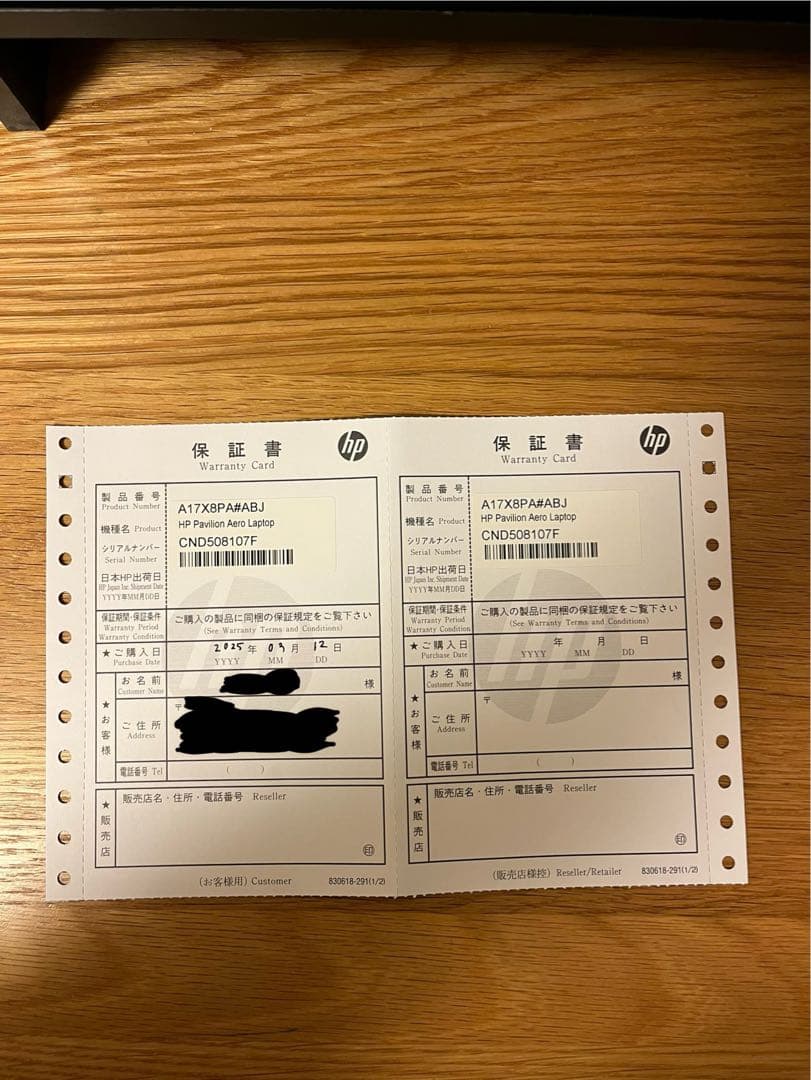 保証書
Warranty Card
hp
製品番号
Product Number
A17X8PA#ABJ
機種名 Product
HP Pavilion Aero Laptop
シリアルナンバー
Serial Number
CND508107F
日本HP出荷日
HP Japan Inc. Shipment Date
YYYY年MM月DD日
保証期間・保証条件
Warranty Period
Warranty Condition
ご購入の製品に同梱の保証規定をご覧下さい
(See Warranty Terms and Conditions)
★ご購入日
Purchase Date
2025年 03月 12日
YYYY MM DD
★お客様
お名前
Customer Name
様
ご住所
Address
〒
電話番号 Tel
( )
★販売店
販売店名・住所・電話番号 Reseller
印
(お客様用) Customer
830618-291(1/2)
保証書
Warranty Card
hp
製品番号
Product Number
A17X8PA#ABJ
機種名 Product
HP Pavilion Aero Laptop
シリアルナンバー
Serial Number
CND508107F
日本HP出荷日
HP Japan Inc. Shipment Date
YYYY年MM月DD日
保証期間・保証条件
Warranty Period
Warranty Condition
ご購入の製品に同梱の保証規定をご覧下さい
(See Warranty Terms and Conditions)
★ご購入日
Purchase Date
年 月 日
YYYY MM DD
★お客様
お名前
Customer Name
様
ご住所
Address
〒
電話番号 Tel
( )
★販売店
販売店名・住所・電話番号 Reseller
印
(販売店様控) Reseller/Retailer
830618-291(1/2)